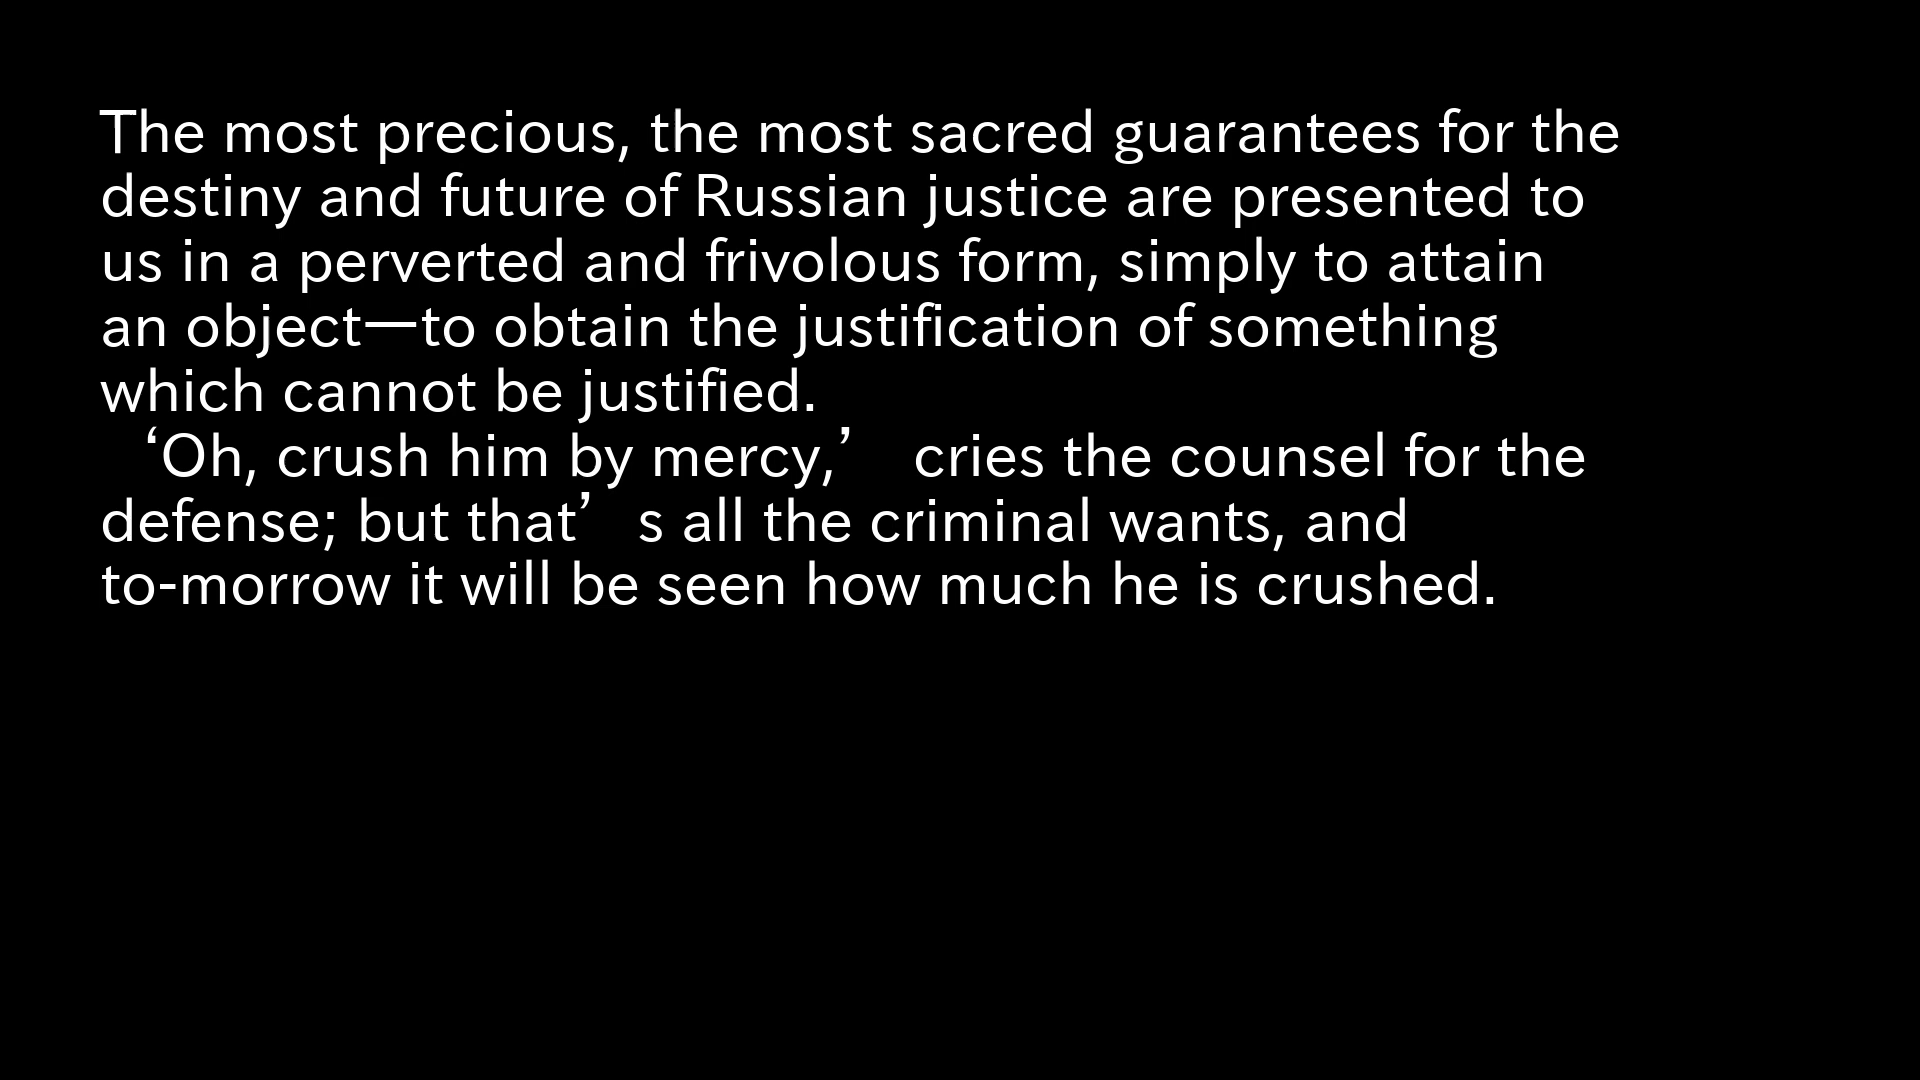 The most precious, the most sacred guarantees for the
destiny and future of Russian justice are presented to
us in a perverted and frivolous form, simply to attain
an object—to obtain the justification of something
which cannot be justified.
‘Oh, crush him by mercy,’ cries the counsel for the
defense; but that’s all the criminal wants, and
to-morrow it will be seen how much he is crushed.